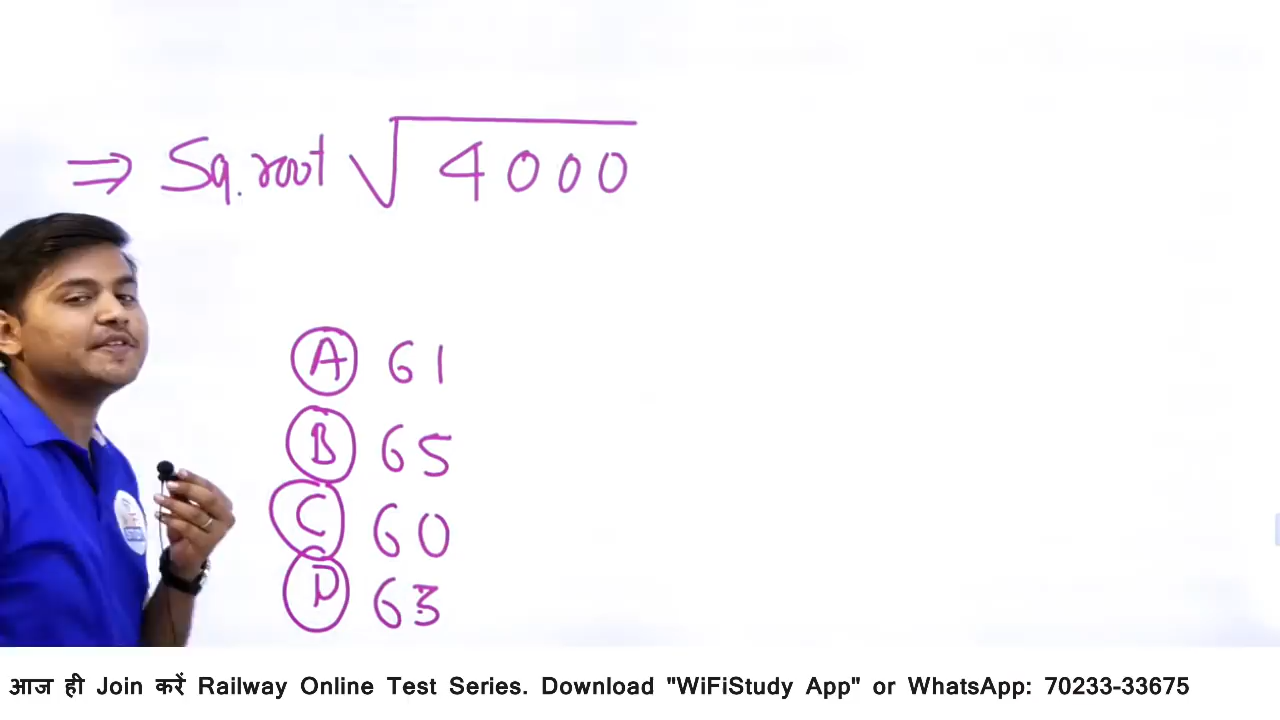 ⇒ Sq. root √4000
A 61
B 65
C 60
D 63
आज ही Join करें Railway Online Test Series. Download "WiFiStudy App" or WhatsApp: 70233-33675